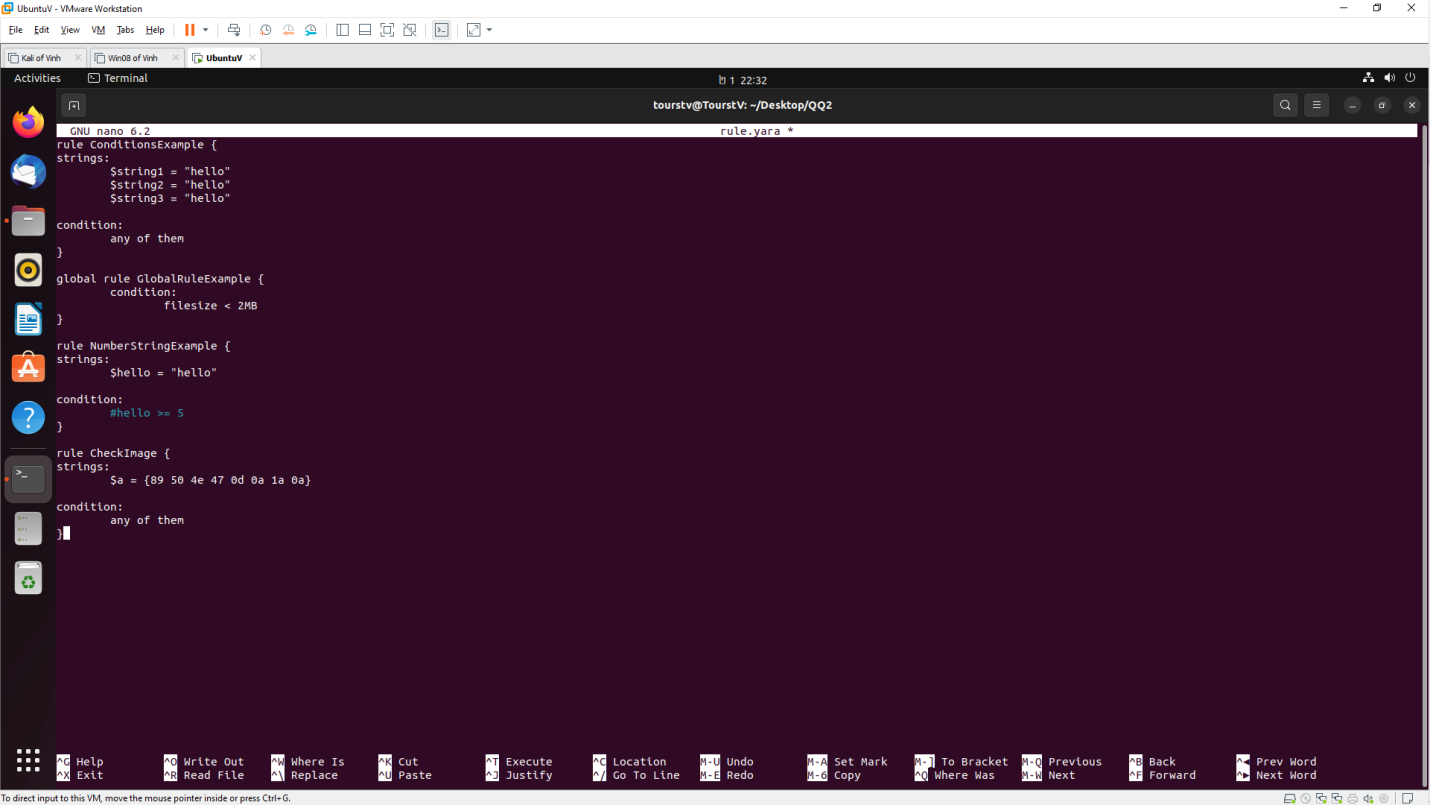 UbuntuV - VMware Workstation
File Edit View VM Tabs Help
Kali of Vinh Win08 of Vinh UbuntuV
Activities Terminal 1 22:32
tourstv@TourstV: ~/Desktop/QQ2
GNU nano 6.2 rule.yara *
rule ConditionsExample {
strings:
$string1 = "hello"
$string2 = "hello"
$string3 = "hello"
condition:
any of them
}
global rule GlobalRuleExample {
condition:
filesize < 2MB
}
rule NumberStringExample {
strings:
$hello = "hello"
condition:
#hello >= 5
}
rule CheckImage {
strings:
$a = {89 50 4e 47 0d 0a 1a 0a}
condition:
any of them
}
^G Help ^O Write Out ^W Where Is ^K Cut ^T Execute ^C Location M-U Undo M-A Set Mark M-] To Bracket M-Q Previous ^B Back ^◀ Prev Word
^X Exit ^R Read File ^\ Replace ^U Paste ^J Justify ^/ Go To Line M-E Redo M-6 Copy ^Q Where Was M-W Next ^F Forward ^▶ Next Word
To direct input to this VM, move the mouse pointer inside or press Ctrl+G.